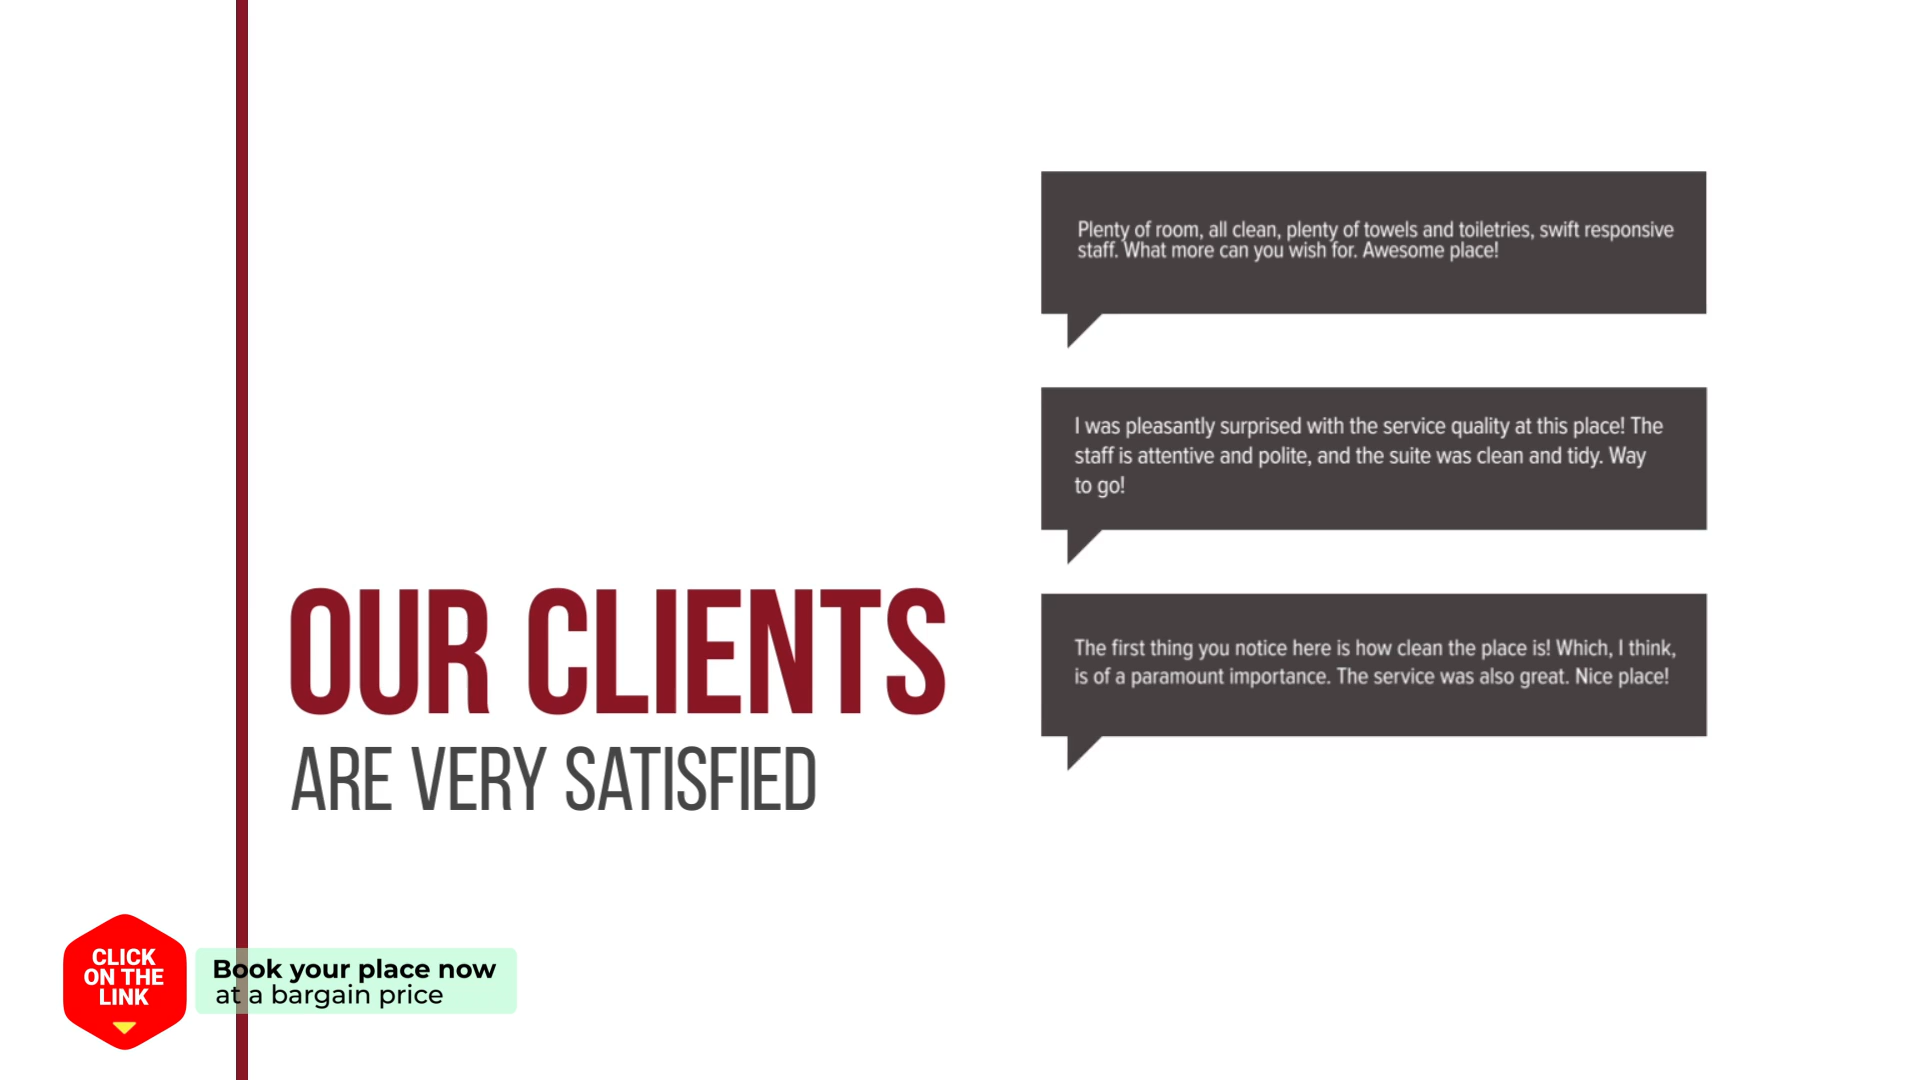 Plenty of room, all clean, plenty of towels and toiletries, swift responsive
staff. What more can you wish for. Awesome place!
I was pleasantly surprised with the service quality at this place! The
staff is attentive and polite, and the suite was clean and tidy. Way
to go!
The first thing you notice here is how clean the place is! Which, I think,
is of a paramount importance. The service was also great. Nice place!
OUR CLIENTS
ARE VERY SATISFIED
CLICK
ON THE
LINK
Book your place now
at a bargain price